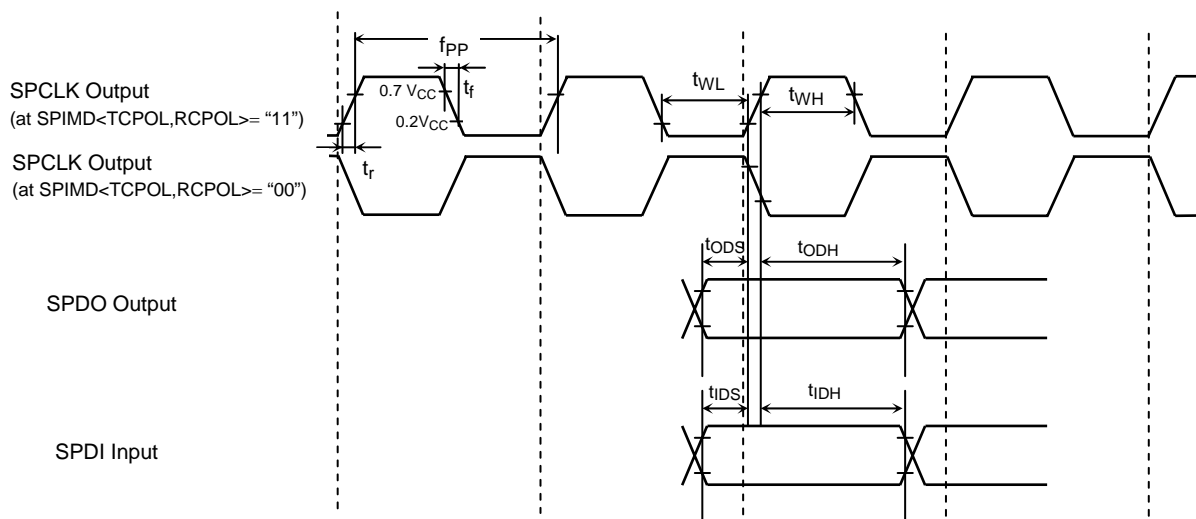 fPP
SPCLK Output
(at SPIMD<TCPOL,RCPOL>= “11”)
0.7 VCC
tf
tWL
tWH
0.2VCC
SPCLK Output
tr
(at SPIMD<TCPOL,RCPOL>= “00”)
tODS
tODH
SPDO Output
tIDS
tIDH
SPDI Input